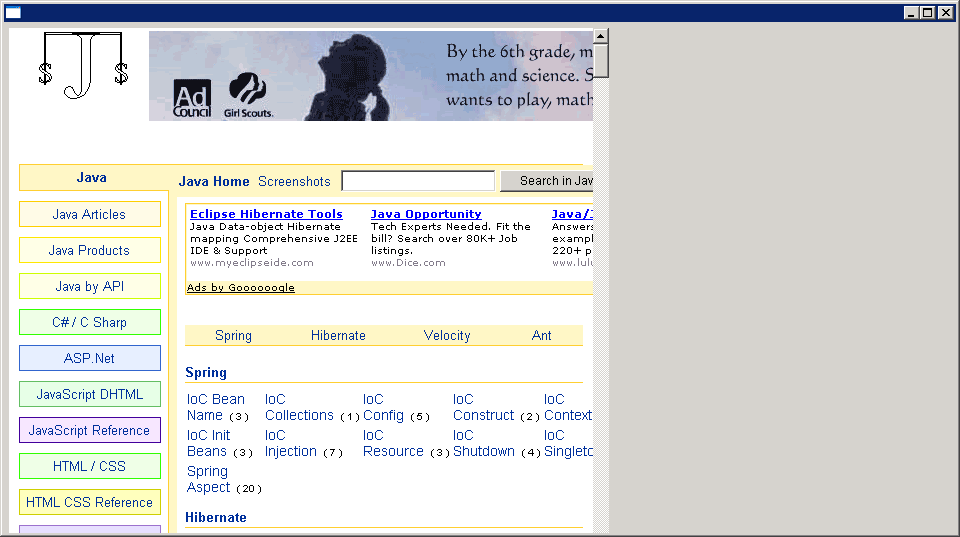 $ J $
By the 6th grade, m
math and science. S
wants to play, math
Ad Council
Girl Scouts.
Java
Java Home Screenshots
Search in Jav
Java Articles
Java Products
Java by API
C# / C Sharp
ASP.Net
JavaScript DHTML
JavaScript Reference
HTML / CSS
HTML CSS Reference
Eclipse Hibernate Tools
Java Data-object Hibernate
mapping Comprehensive J2EE
IDE & Support
www.myeclipseide.com
Java Opportunity
Tech Experts Needed. Fit the
bill? Search over 80K+ Job
listings.
www.Dice.com
Java/J
Answers
exampl
220+ p
www.lulu
Ads by Goooooogle
Spring Hibernate Velocity Ant
Spring
IoC Bean Name (3)
IoC Collections (1)
IoC Config (5)
IoC Construct (2)
IoC Context
IoC Init Beans (3)
IoC Injection (7)
IoC Resource (3)
IoC Shutdown (4)
IoC Singleto
Spring Aspect (20)
Hibernate